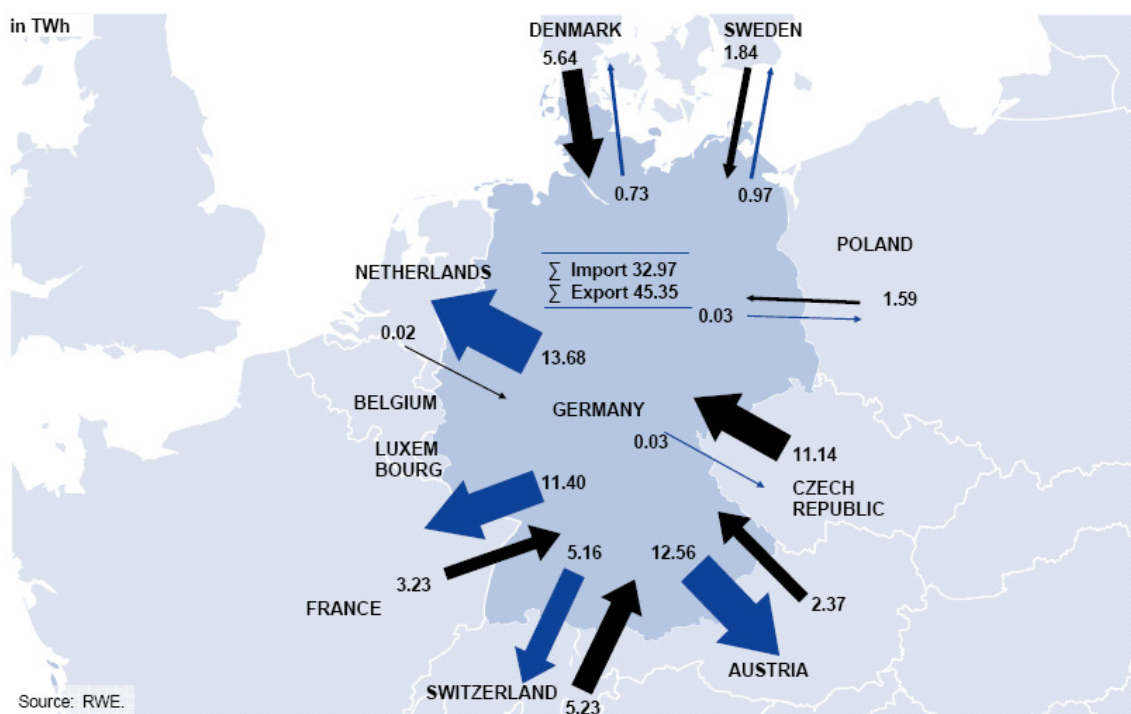 in TWh
DENMARK
5.64
SWEDEN
1.84
0.73
0.97
POLAND
NETHERLANDS
∑ Import 32.97
∑ Export 45.35
1.59
0.03
0.02
13.68
BELGIUM
GERMANY
0.03
11.14
LUXEM
BOURG
11.40
CZECH
REPUBLIC
5.16
12.56
3.23
2.37
FRANCE
AUSTRIA
SWITZERLAND
5.23
Source: RWE.